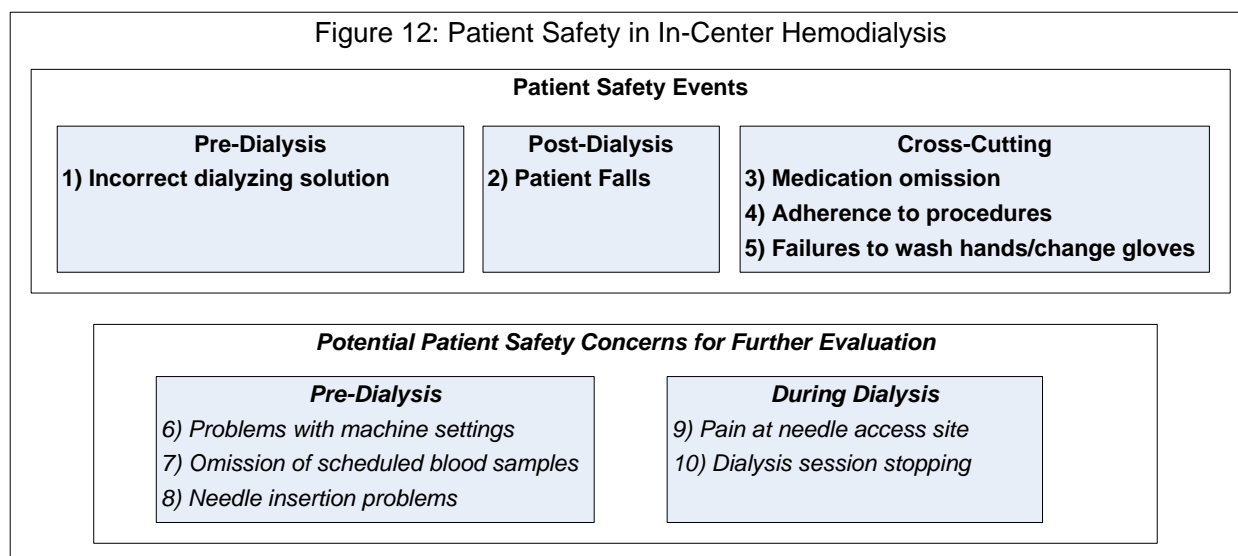 Figure 12: Patient Safety in In-Center Hemodialysis
Patient Safety Events
Pre-Dialysis
1) Incorrect dialyzing solution
Post-Dialysis
2) Patient Falls
Cross-Cutting
3) Medication omission
4) Adherence to procedures
5) Failures to wash hands/change gloves
Potential Patient Safety Concerns for Further Evaluation
Pre-Dialysis
6) Problems with machine settings
7) Omission of scheduled blood samples
8) Needle insertion problems
During Dialysis
9) Pain at needle access site
10) Dialysis session stopping